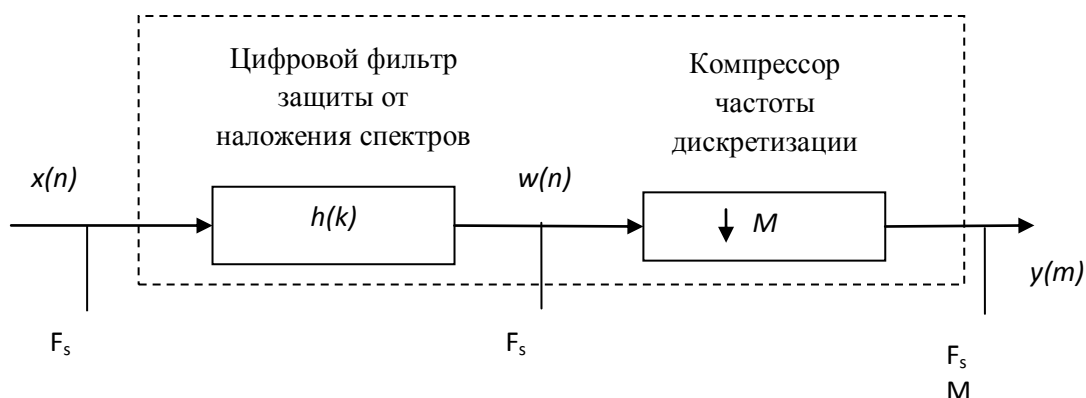 Цифровой фильтр
защиты от
наложения спектров
Компрессор
частоты
дискретизации
x(n)
h(k)
w(n)
↓ M
y(m)
Fs
Fs
Fs
M